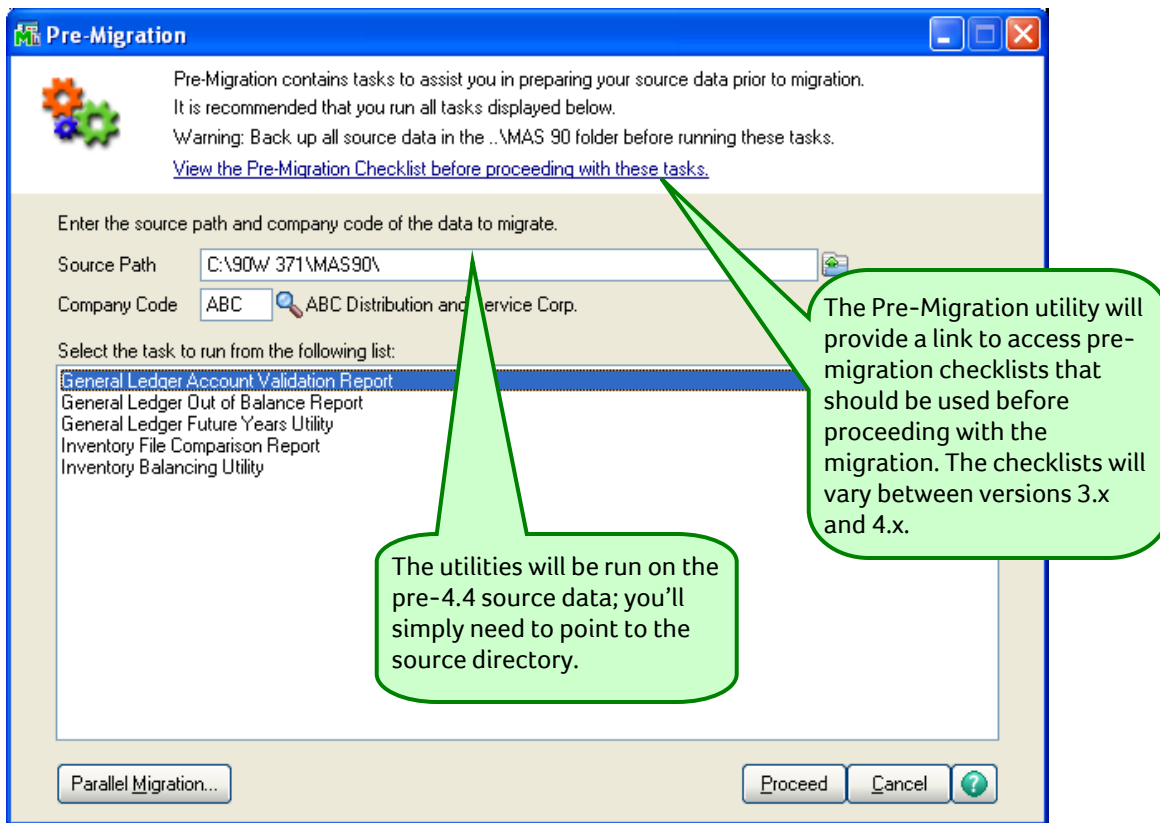 Pre-Migration
Pre-Migration contains tasks to assist you in preparing your source data prior to migration.
It is recommended that you run all tasks displayed below.
Warning: Back up all source data in the ..\MAS 90 folder before running these tasks.
View the Pre-Migration Checklist before proceeding with these tasks.
Enter the source path and company code of the data to migrate.
Source Path C:\90W 371\MAS90\
Company Code ABC ABC Distribution and Service Corp.
Select the task to run from the following list:
General Ledger Account Validation Report
General Ledger Out of Balance Report
General Ledger Future Years Utility
Inventory File Comparison Report
Inventory Balancing Utility
The Pre-Migration utility will
provide a link to access pre-
migration checklists that
should be used before
proceeding with the
migration. The checklists will
vary between versions 3.x
and 4.x.
The utilities will be run on the
pre-4.4 source data; you’ll
simply need to point to the
source directory.
Parallel Migration... Proceed Cancel ?